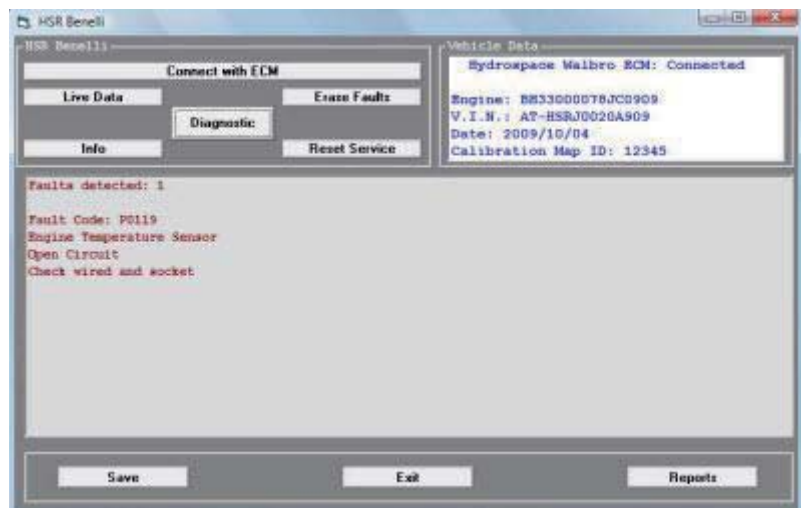 HSR Benelli
HSR Benelli
Connect with ECM
Live Data
Erase Faults
Diagnostic
Info
Reset Service
Vehicle Data
Hydrospace Walbro ECM: Connected
Engine: BH33000078JC0909
V.I.N.: AT-HSRJ0020A909
Date: 2009/10/04
Calibration Map ID: 12345
Faults detected: 1
Fault Code: P0119
Engine Temperature Sensor
Open Circuit
Check wired and socket
Save
Exit
Reports